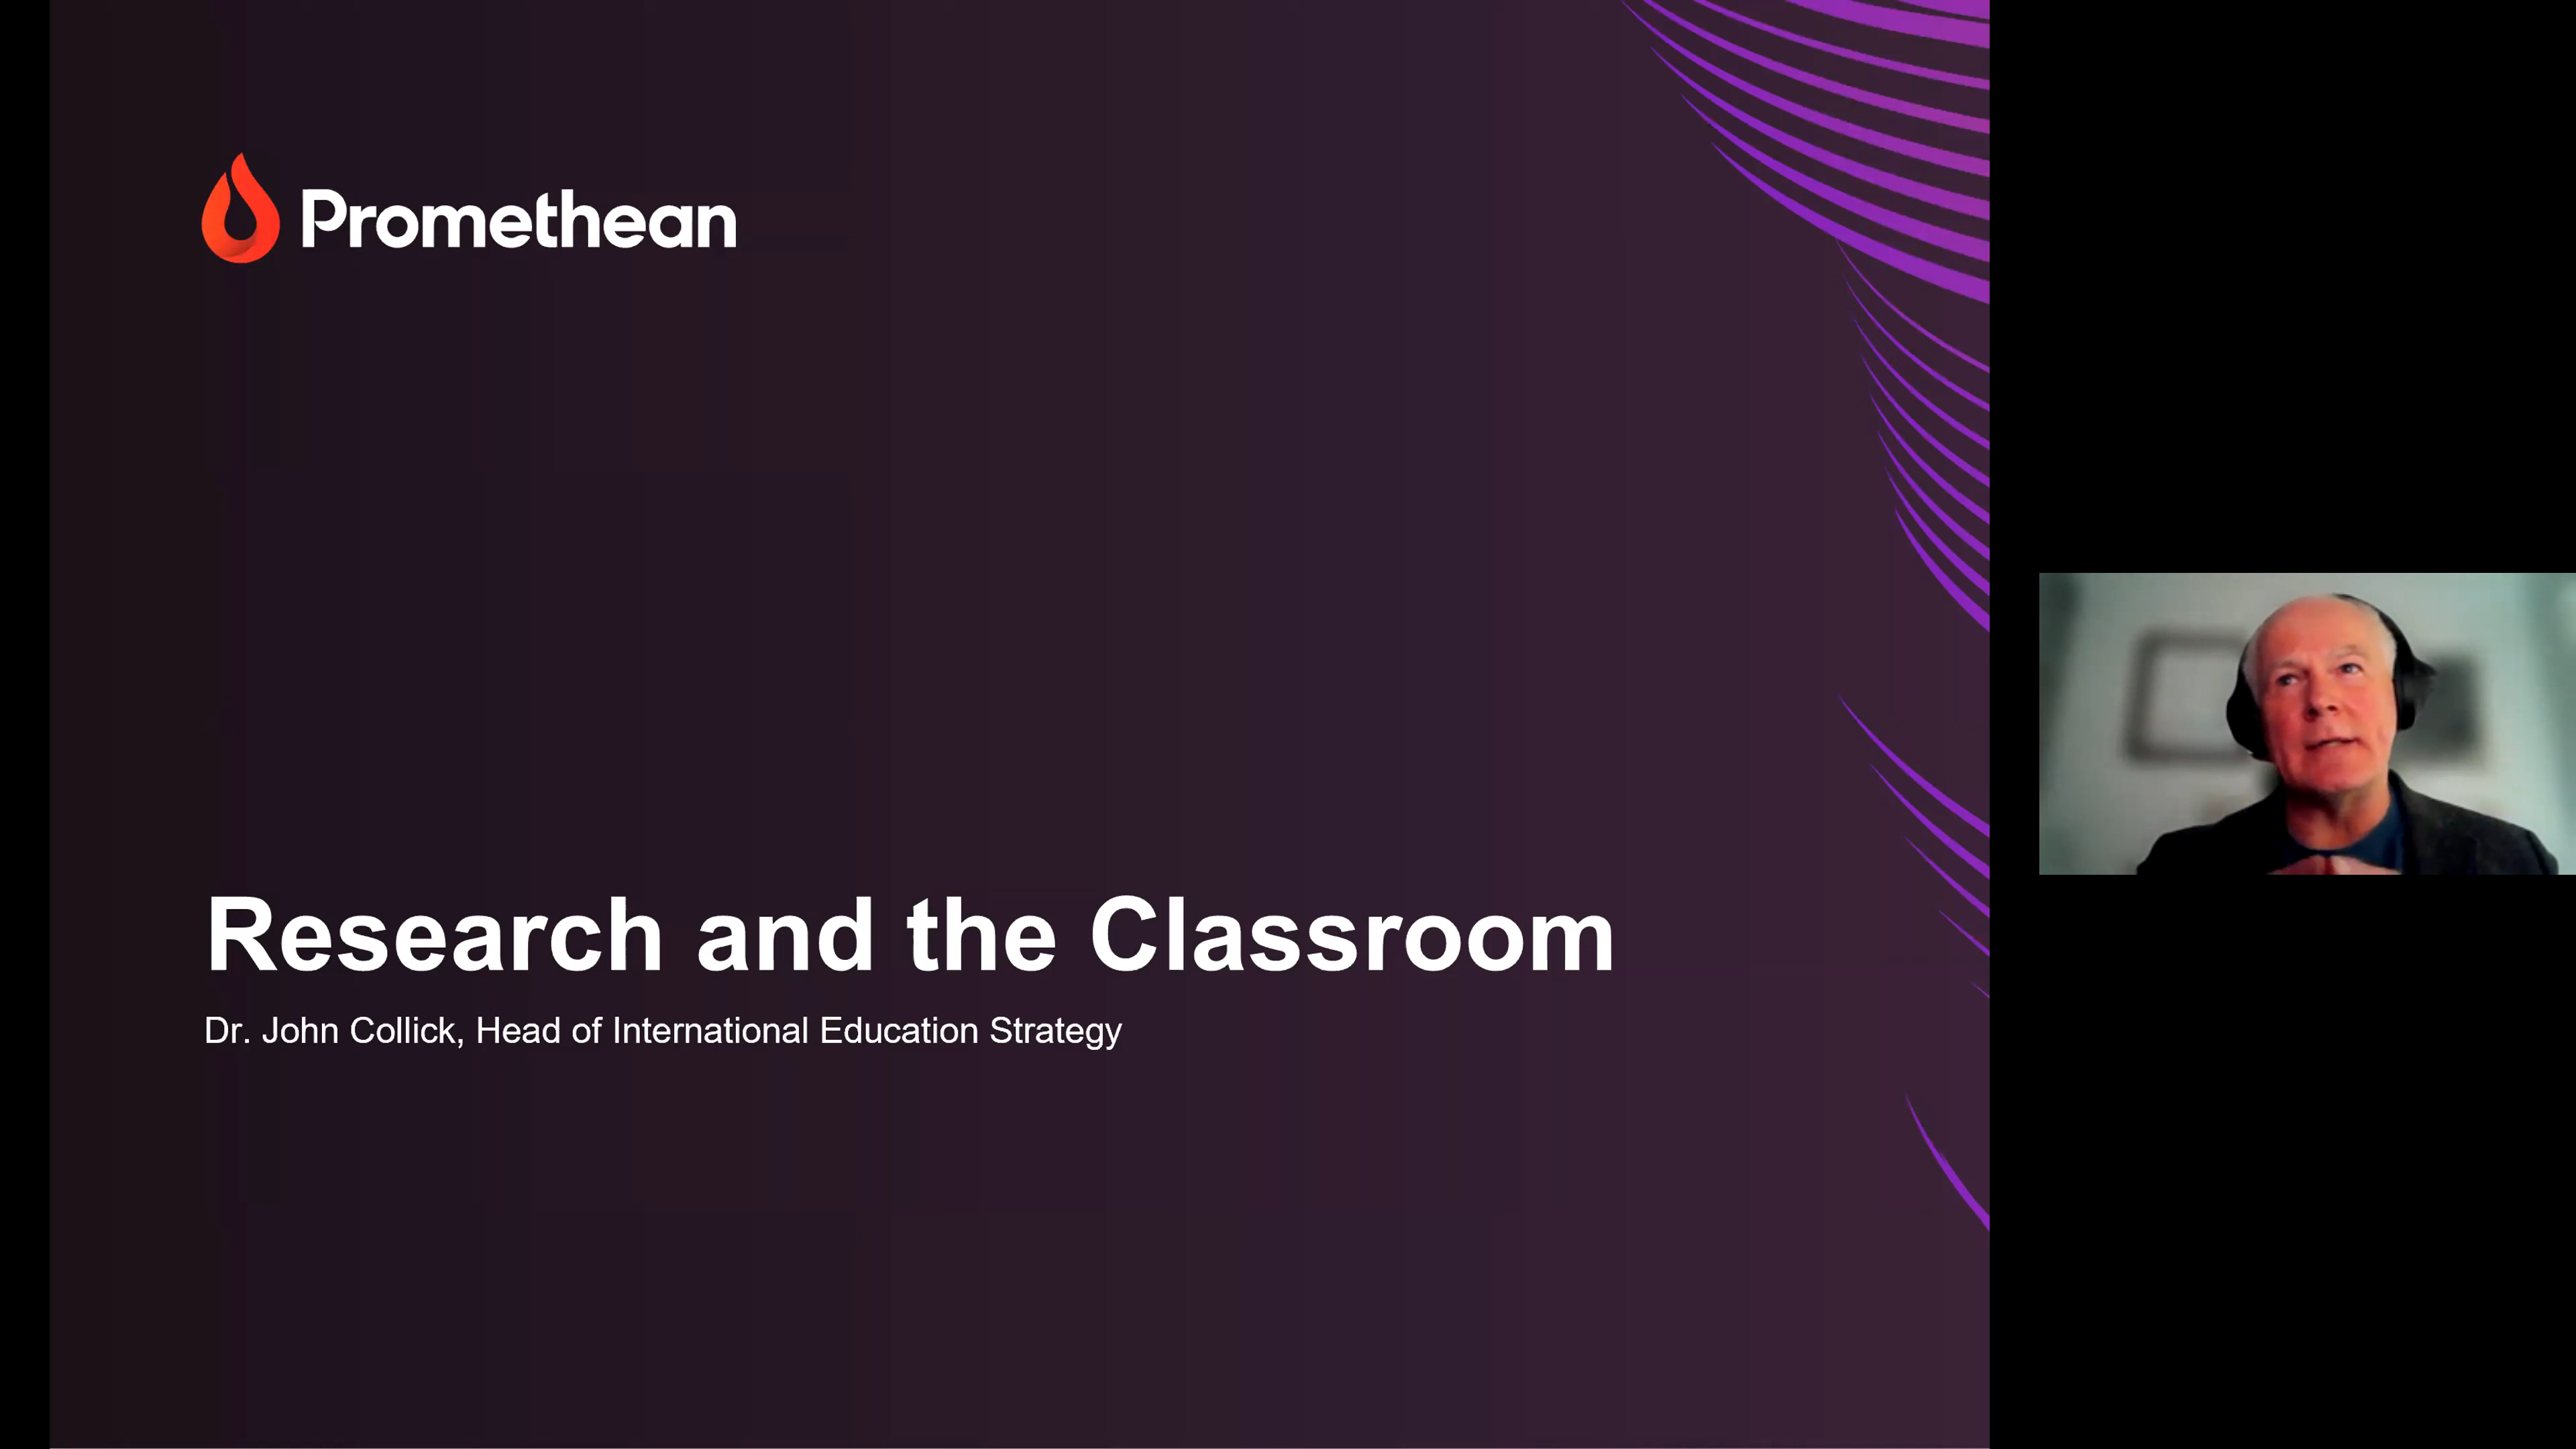 Promethean
Research and the Classroom
Dr. John Collick, Head of International Education Strategy